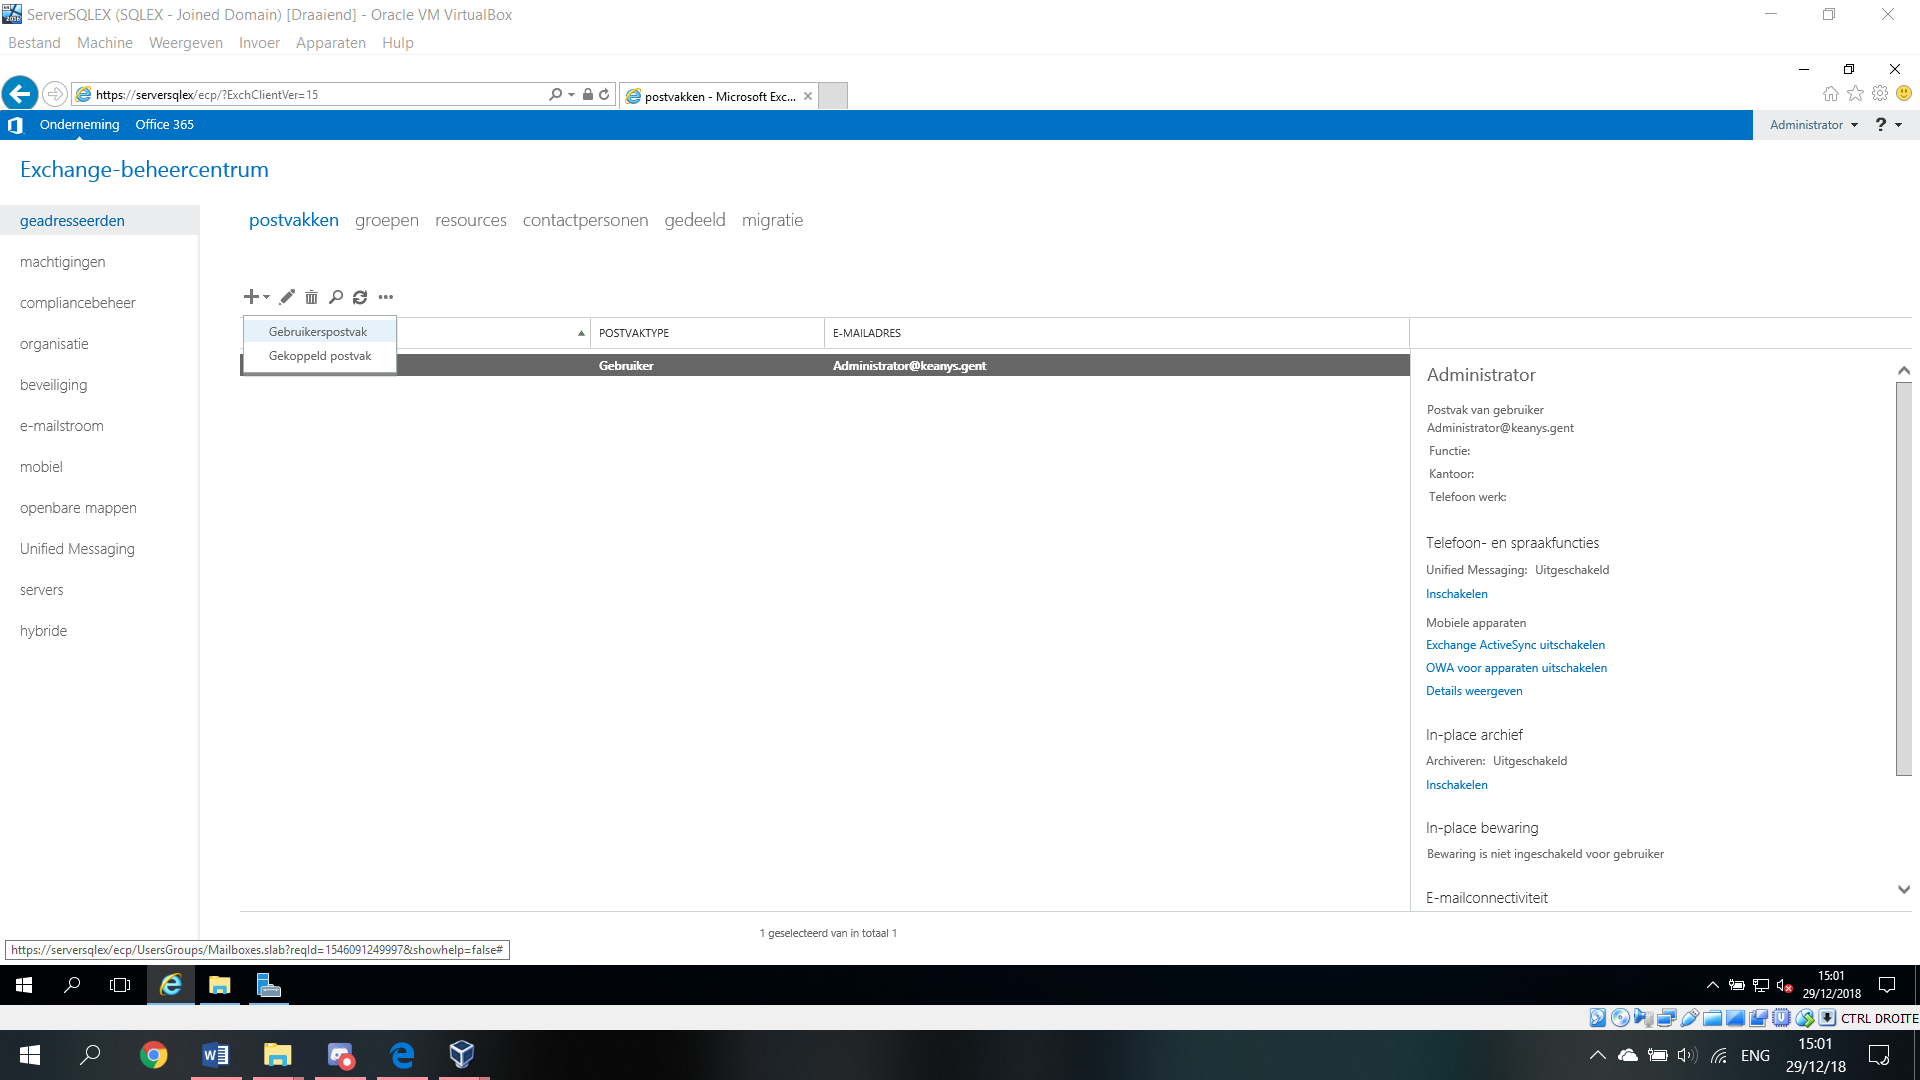 ServerSQLEX (SQLEX - Joined Domain) [Draaiend] - Oracle VM VirtualBox
Bestand Machine Weergeven Invoer Apparaten Hulp
https://serversqlex/ecp/?ExchClientVer=15
postvakken - Microsoft Exc...
Onderneming Office 365
Administrator ?
Exchange-beheercentrum
geadresseerden
machtigingen
compliancebeheer
organisatie
beveiliging
e-mailstroom
mobiel
openbare mappen
Unified Messaging
servers
hybride
postvakken groepen resources contactpersonen gedeeld migratie
Gebruikerspostvak
Gekoppeld postvak
POSTVAKTYPE E-MAILADRES
Gebruiker Administrator@keanys.gent
Administrator
Postvak van gebruiker
Administrator@keanys.gent
Functie:
Kantoor:
Telefoon werk:
Telefoon- en spraakfuncties
Unified Messaging: Uitgeschakeld
Inschakelen
Mobiele apparaten
Exchange ActiveSync uitschakelen
OWA voor apparaten uitschakelen
Details weergeven
In-place archief
Archiveren: Uitgeschakeld
Inschakelen
In-place bewaring
Bewaring is niet ingeschakeld voor gebruiker
E-mailconnectiviteit
1 geselecteerd van in totaal 1
https://serversqlex/ecp/UsersGroups/Mailboxes.slab?reqId=1546091249997&showhelp=false#
15:01
29/12/2018
CTRL DROITE
ENG
15:01
29/12/18